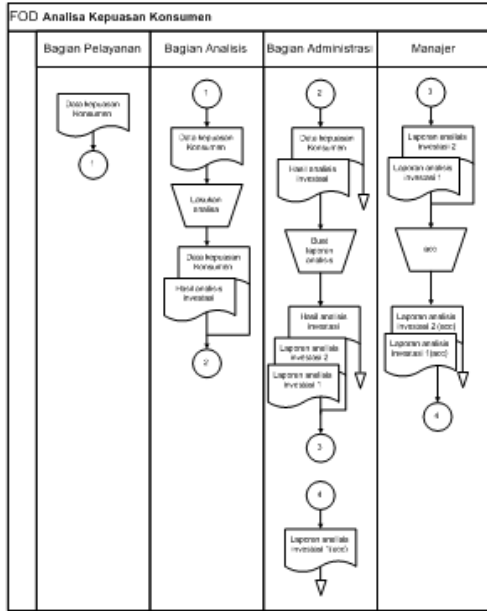 FOD Analisa Kepuasan Konsumen
Bagian Pelayanan
Bagian Analisis
Bagian Administrasi
Manajer
Data kepuasan
Konsumen
1
1
Data kepuasan
Konsumen
Lakukan
analisa
Data kepuasan
Konsumen
Hasil analisis
investasi
2
2
Data kepuasan
Konsumen
Hasil analisis
investasi
Buat
laporan
analisis
Hasil analisis
investasi
Laporan analisis
investasi 2
Laporan analisis
investasi 1
3
4
Laporan analisis
investasi 1(acc)
3
Laporan analisis
investasi 2
Laporan analisis
investasi 1
acc
Laporan analisis
investasi 2 (acc)
Laporan analisis
investasi 1(acc)
4